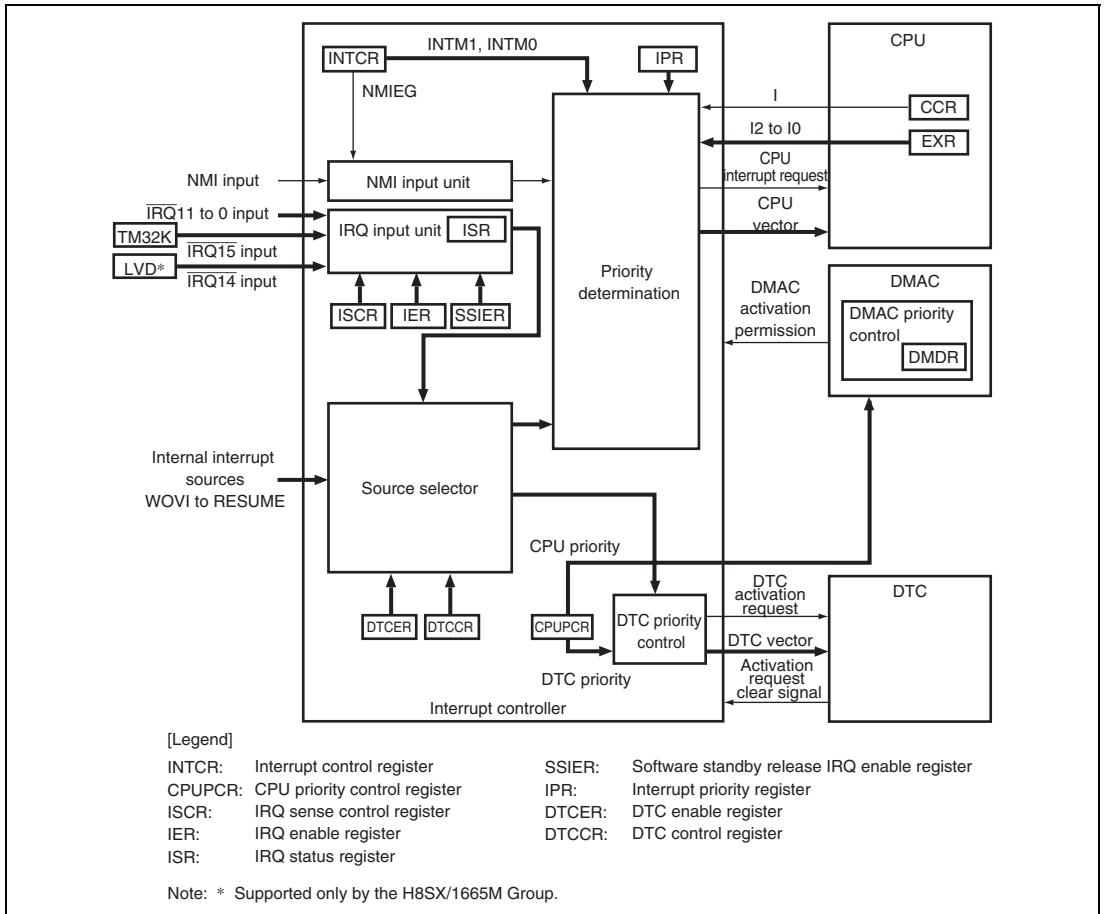 INTM1, INTM0
CPU
INTCR
IPR
NMIEG
I
CCR
I2 to I0
EXR
CPU
interrupt request
NMI input
NMI input unit
CPU
vector
IRQ11 to 0 input
IRQ input unit
ISR
TM32K
IRQ15 input
LVD*
IRQ14 input
Priority
determination
DMAC
activation
permission
DMAC
DMAC priority
control
DMDR
ISCR
IER
SSIER
Internal interrupt
sources
WOVI to RESUME
Source selector
CPU priority
DTC
activation
request
DTC
DTCER
DTCCR
CPUPCR
DTC priority
control
DTC vector
DTC priority
Activation
request
clear signal
Interrupt controller
[Legend]
INTCR: Interrupt control register
CPUPCR: CPU priority control register
ISCR: IRQ sense control register
IER: IRQ enable register
ISR: IRQ status register
SSIER: Software standby release IRQ enable register
IPR: Interrupt priority register
DTCER: DTC enable register
DTCCR: DTC control register
Note: * Supported only by the H8SX/1665M Group.